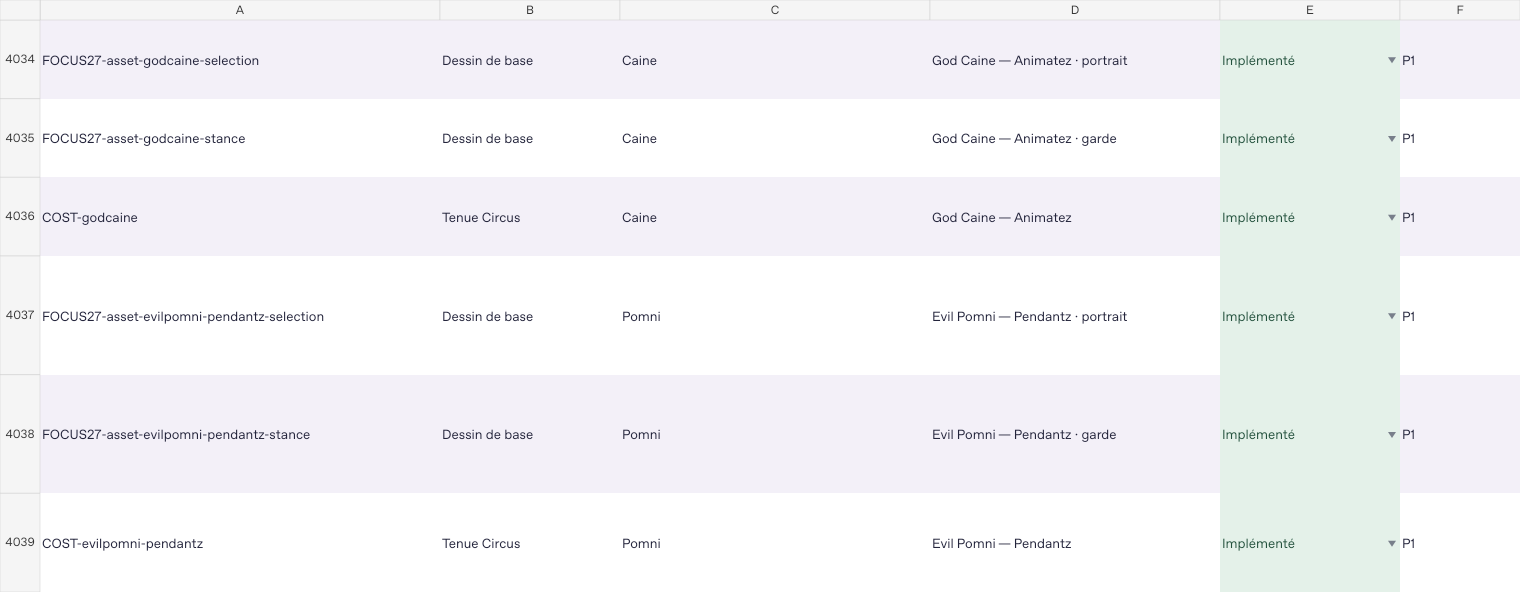 A B C D E F
4034 FOCUS27-asset-godcaine-selection Dessin de base Caine God Caine — Animatez · portrait Implémenté P1
4035 FOCUS27-asset-godcaine-stance Dessin de base Caine God Caine — Animatez · garde Implémenté P1
4036 COST-godcaine Tenue Circus Caine God Caine — Animatez Implémenté P1
4037 FOCUS27-asset-evilpomni-pendantz-selection Dessin de base Pomni Evil Pomni — Pendantz · portrait Implémenté P1
4038 FOCUS27-asset-evilpomni-pendantz-stance Dessin de base Pomni Evil Pomni — Pendantz · garde Implémenté P1
4039 COST-evilpomni-pendantz Tenue Circus Pomni Evil Pomni — Pendantz Implémenté P1